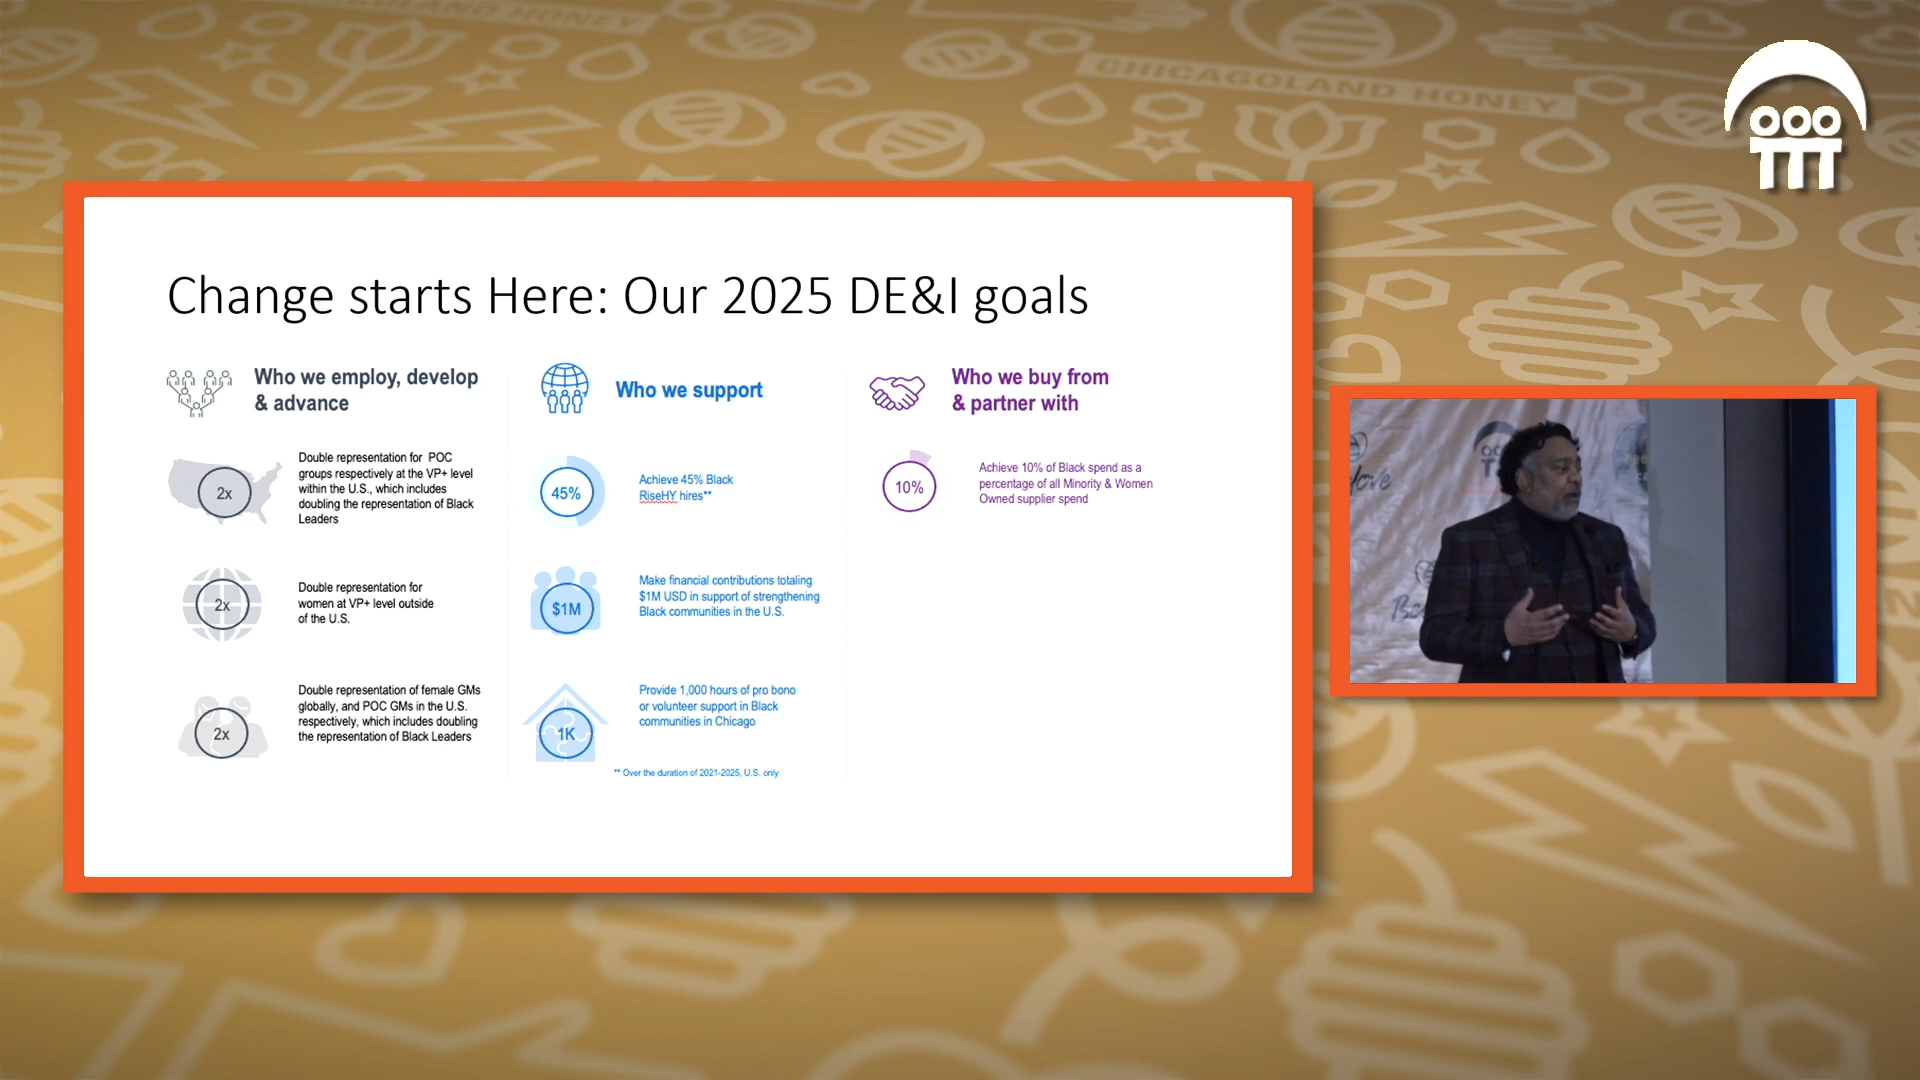 CHICAGOLAND HONEY
Change starts Here: Our 2025 DE&I goals
Who we employ, develop
& advance
2x
Double representation for POC
groups respectively at the VP+ level
within the U.S., which includes
doubling the representation of Black
Leaders
2x
Double representation for
women at VP+ level outside
of the U.S.
2x
Double representation of female GMs
globally, and POC GMs in the U.S.
respectively, which includes doubling
the representation of Black Leaders
Who we support
45%
Achieve 45% Black
RiseHY hires**
$1M
Make financial contributions totaling
$1M USD in support of strengthening
Black communities in the U.S.
1K
Provide 1,000 hours of pro bono
or volunteer support in Black
communities in Chicago
** Over the duration of 2021-2025, U.S. only
Who we buy from
& partner with
10%
Achieve 10% of Black spend as a
percentage of all Minority & Women
Owned supplier spend